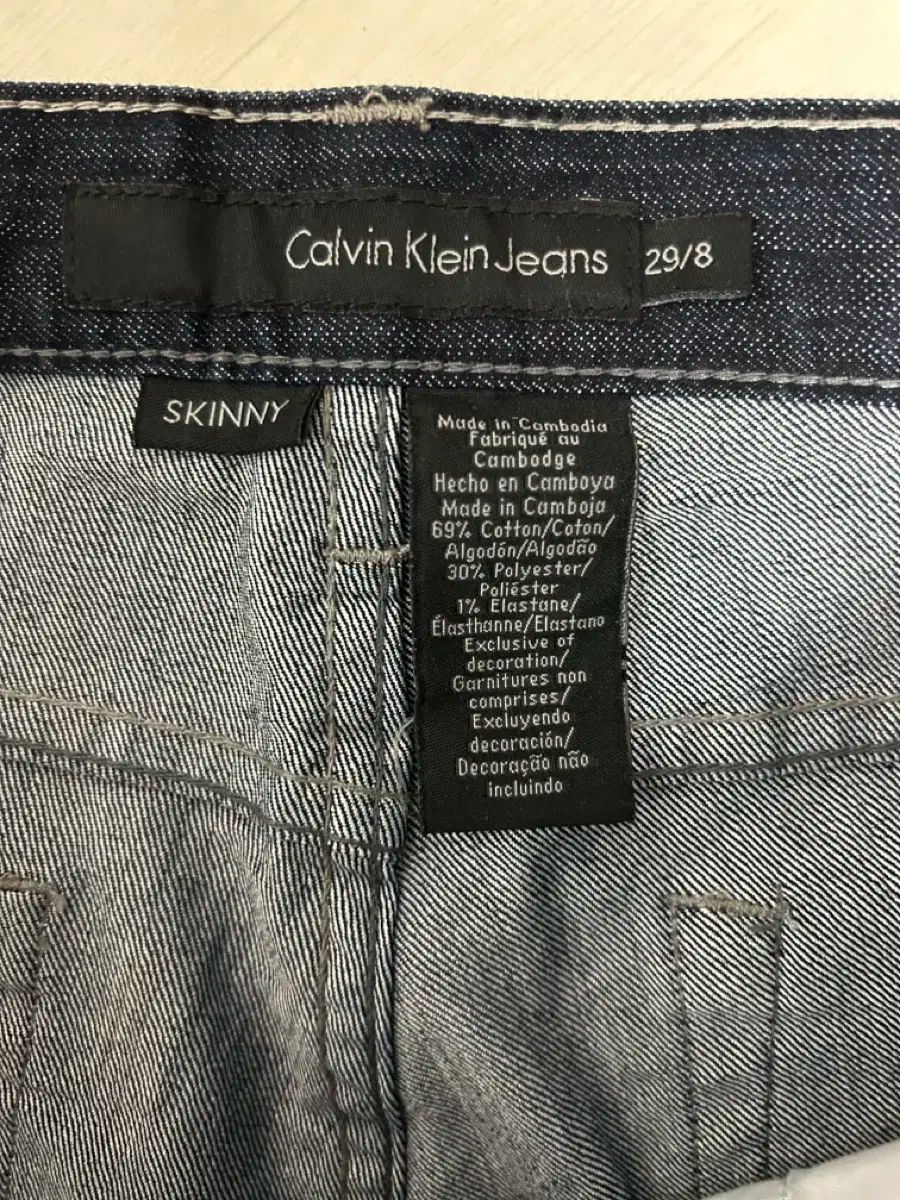 Calvin Klein Jeans
29/8
SKINNY
Made in Cambodia
Fabriqué au
Cambodge
Hecho en Camboya
Made in Camboja
69% Cotton/Coton/
Algodón/Algodão
30% Polyester/
Poliéster
1% Elastane/
Élasthanne/Elastano
Exclusive of
decoration/
Garnitures non
comprises/
Excluyendo
decoración/
Decoração não
incluindo